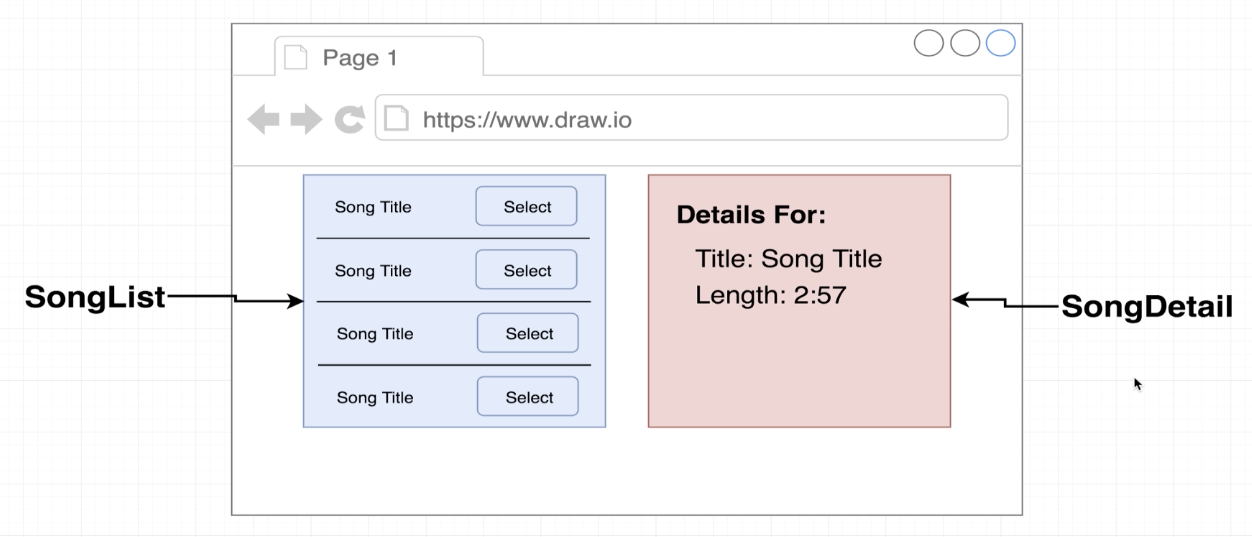 Page 1
https://www.draw.io
Song Title Select
Song Title Select
Song Title Select
Song Title Select
Details For:
Title: Song Title
Length: 2:57
SongList
SongDetail